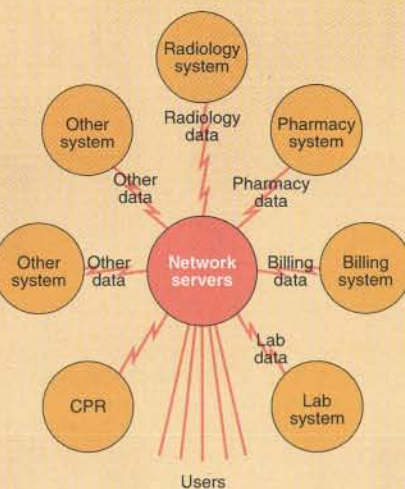 Radiology
system
Radiology
data
Other
system
Pharmacy
system
Other
data
Pharmacy
data
Other
system
Other
data
Network
servers
Billing
data
Billing
system
Lab
data
CPR
Lab
system
Users